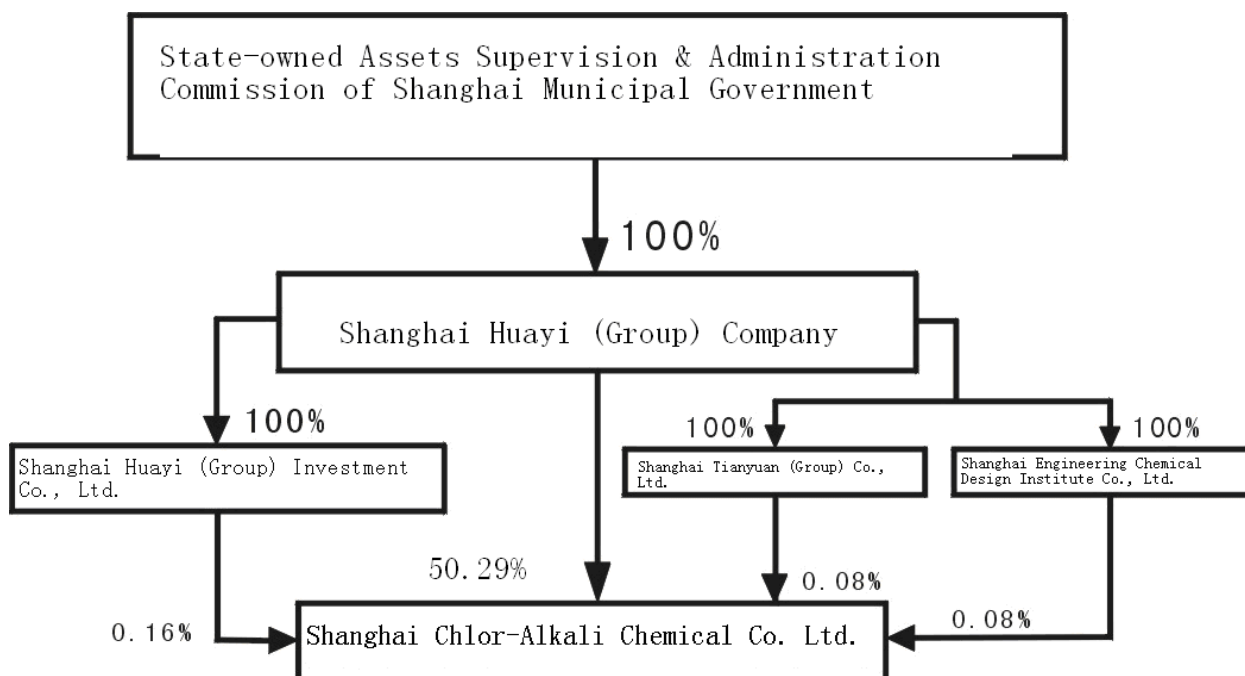 State-owned Assets Supervision & Administration
Commission of Shanghai Municipal Government
100%
Shanghai Huayi (Group) Company
100%
100%
100%
Shanghai Huayi (Group) Investment
Co., Ltd.
Shanghai Tianyuan (Group) Co.,
Ltd.
Shanghai Engineering Chemical
Design Institute Co., Ltd.
50.29%
0.08%
0.16%
0.08%
Shanghai Chlor-Alkali Chemical Co. Ltd.